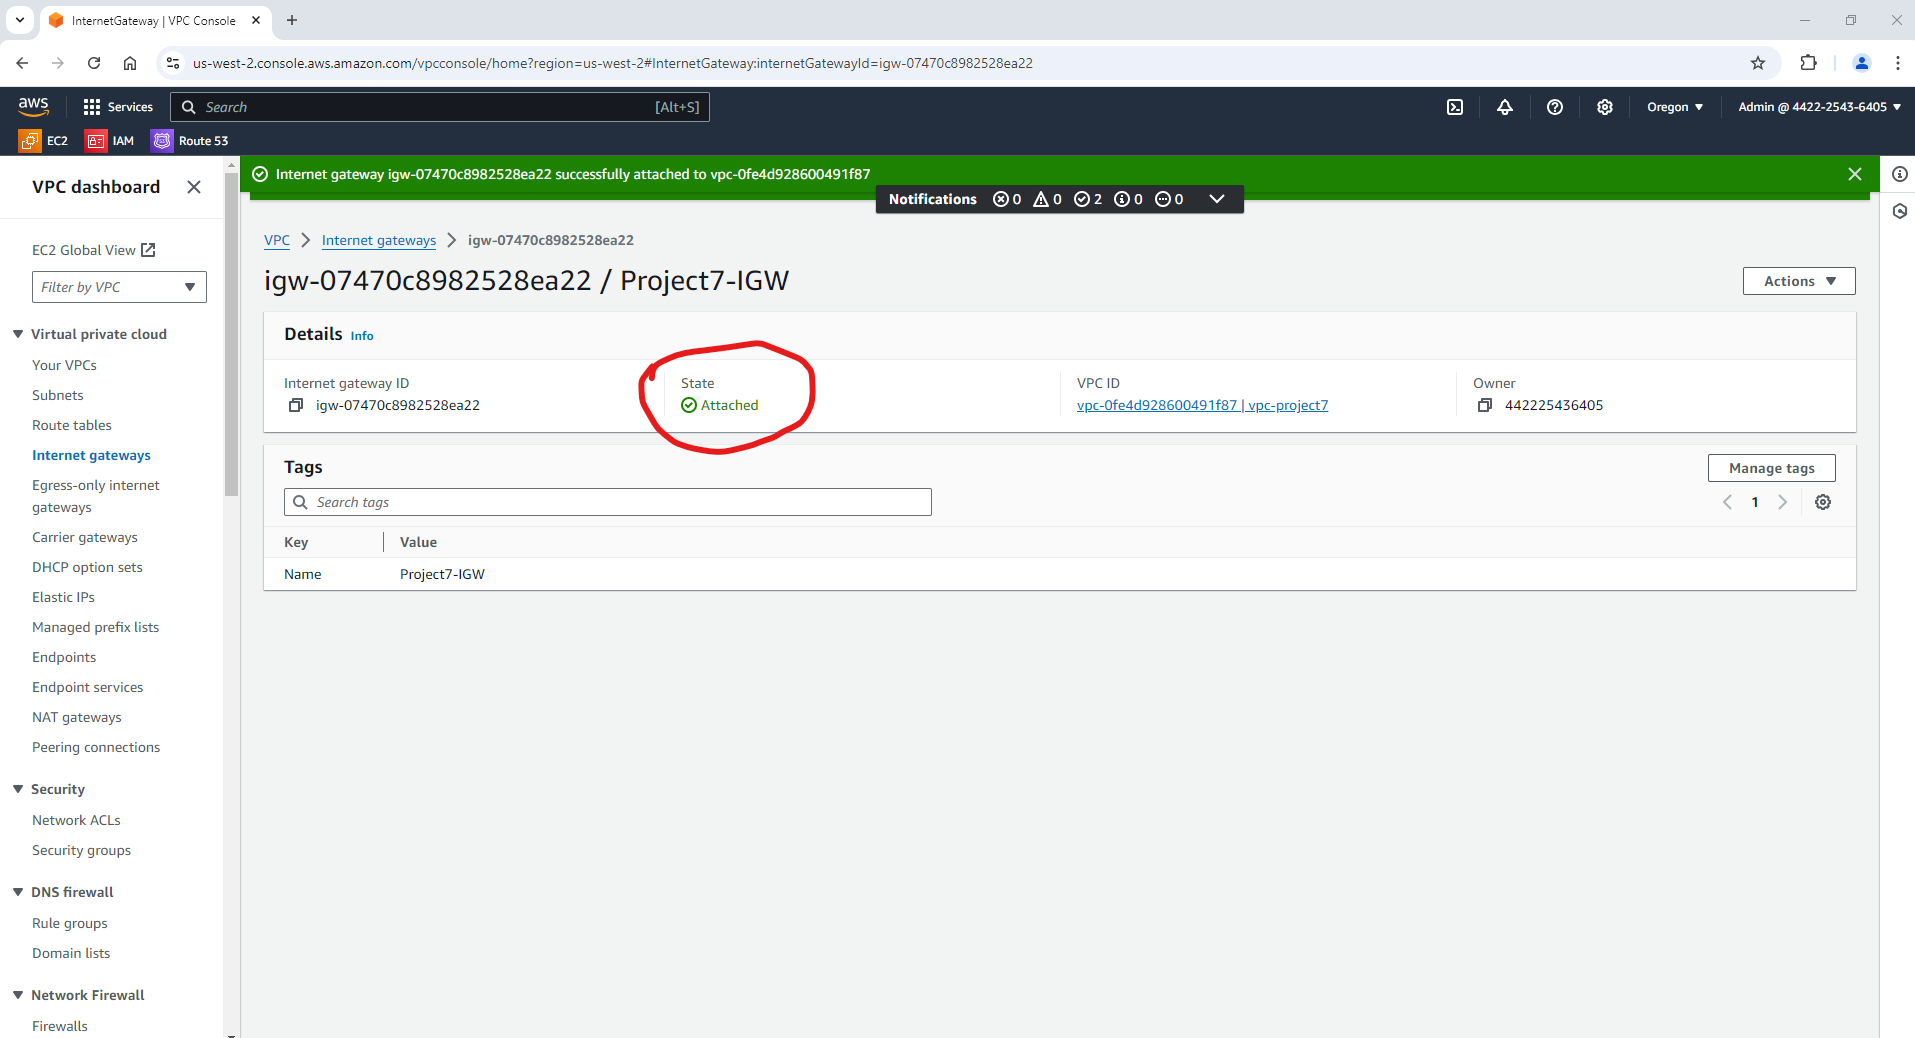 InternetGateway | VPC Console
us-west-2.console.aws.amazon.com/vpcconsole/home?region=us-west-2#InternetGateway:internetGatewayId=igw-07470c8982528ea22
aws Services Search [Alt+S] Oregon Admin @ 4422-2543-6405
EC2 IAM Route 53
VPC dashboard
EC2 Global View
Filter by VPC
Virtual private cloud
Your VPCs
Subnets
Route tables
Internet gateways
Egress-only internet
gateways
Carrier gateways
DHCP option sets
Elastic IPs
Managed prefix lists
Endpoints
Endpoint services
NAT gateways
Peering connections
Security
Network ACLs
Security groups
DNS firewall
Rule groups
Domain lists
Network Firewall
Firewalls
Internet gateway igw-07470c8982528ea22 successfully attached to vpc-0fe4d928600491f87
Notifications 0 0 2 0 0
VPC Internet gateways igw-07470c8982528ea22
igw-07470c8982528ea22 / Project7-IGW
Actions
Details Info
Internet gateway ID
igw-07470c8982528ea22
State
Attached
VPC ID
vpc-0fe4d928600491f87 | vpc-project7
Owner
442225436405
Tags
Manage tags
Search tags
1
Key Value
Name Project7-IGW